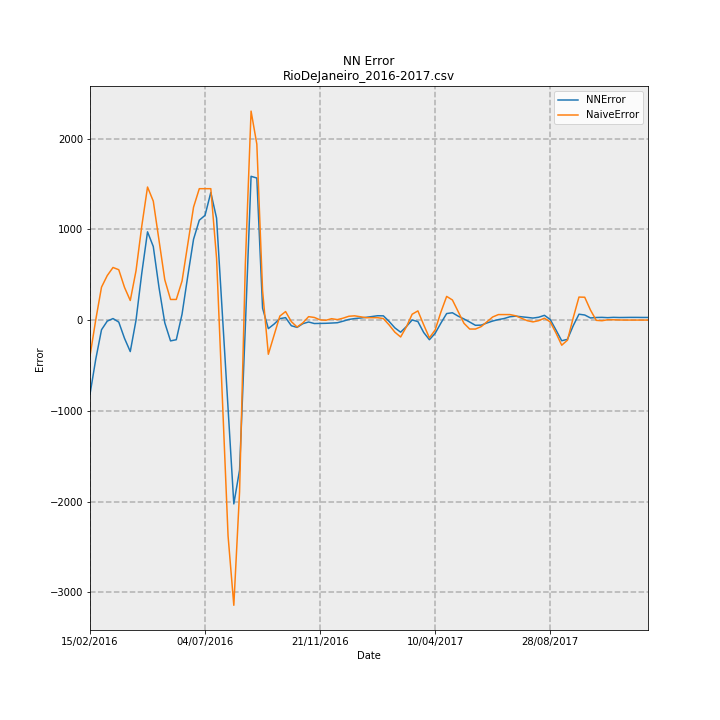 NN Error
RioDeJaneiro_2016-2017.csv
NNError
NaiveError
2000
1000
0
−1000
−2000
−3000
Error
15/02/2016
04/07/2016
21/11/2016
10/04/2017
28/08/2017
Date